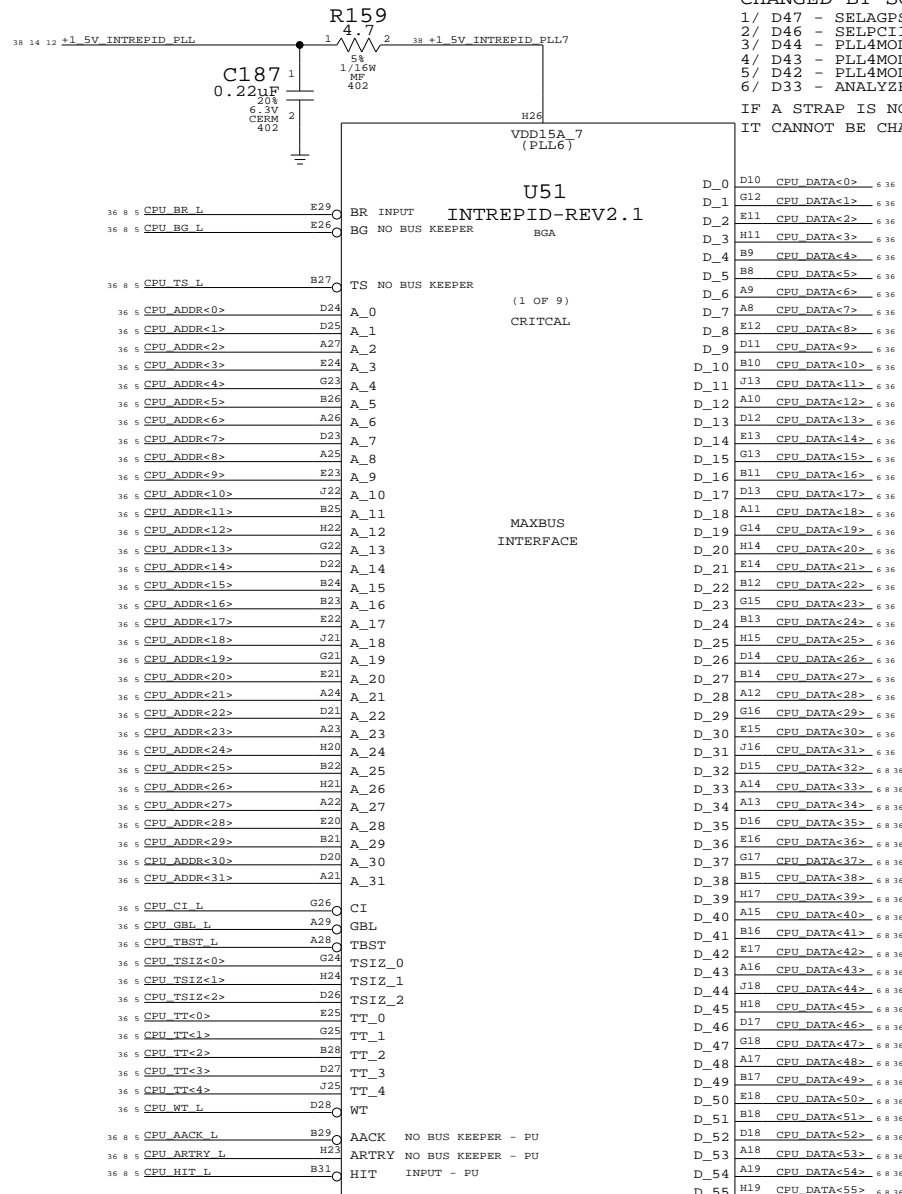 CHANGED BY SO
1/ D47 - SELAGPS
2/ D46 - SELPCII
3/ D44 - PLL4MOD
4/ D43 - PLL4MOD
5/ D42 - PLL4MOD
6/ D33 - ANALYZE
IF A STRAP IS NO
IT CANNOT BE CHA
R159
4.7
38 14 12 +1_5V_INTREPID_PLL 1 2 38 +1_5V_INTREPID_PLL7
5%
1/16W
MF
402
C187 1
0.22uF
20%
6.3V 2
CERM
402
H26
VDD15A_7
(PLL6)
U51
INTREPID-REV2.1
BGA
(1 OF 9)
CRITCAL
MAXBUS
INTERFACE
36 8 5 CPU_BR_L E29 BR INPUT
36 8 5 CPU_BG_L E26 BG NO BUS KEEPER
36 8 5 CPU_TS_L B27 TS NO BUS KEEPER
36 5 CPU_ADDR<0> D24 A_0
36 5 CPU_ADDR<1> D25 A_1
36 5 CPU_ADDR<2> A27 A_2
36 5 CPU_ADDR<3> E24 A_3
36 5 CPU_ADDR<4> G23 A_4
36 5 CPU_ADDR<5> B26 A_5
36 5 CPU_ADDR<6> A26 A_6
36 5 CPU_ADDR<7> D23 A_7
36 5 CPU_ADDR<8> A25 A_8
36 5 CPU_ADDR<9> E23 A_9
36 5 CPU_ADDR<10> J22 A_10
36 5 CPU_ADDR<11> B25 A_11
36 5 CPU_ADDR<12> H22 A_12
36 5 CPU_ADDR<13> G22 A_13
36 5 CPU_ADDR<14> D22 A_14
36 5 CPU_ADDR<15> B24 A_15
36 5 CPU_ADDR<16> B23 A_16
36 5 CPU_ADDR<17> E22 A_17
36 5 CPU_ADDR<18> J21 A_18
36 5 CPU_ADDR<19> G21 A_19
36 5 CPU_ADDR<20> E21 A_20
36 5 CPU_ADDR<21> A24 A_21
36 5 CPU_ADDR<22> D21 A_22
36 5 CPU_ADDR<23> A23 A_23
36 5 CPU_ADDR<24> H20 A_24
36 5 CPU_ADDR<25> B22 A_25
36 5 CPU_ADDR<26> H21 A_26
36 5 CPU_ADDR<27> A22 A_27
36 5 CPU_ADDR<28> E20 A_28
36 5 CPU_ADDR<29> B21 A_29
36 5 CPU_ADDR<30> D20 A_30
36 5 CPU_ADDR<31> A21 A_31
36 5 CPU_CI_L G26 CI
36 5 CPU_GBL_L A29 GBL
36 5 CPU_TBST_L A28 TBST
36 5 CPU_TSIZ<0> G24 TSIZ_0
36 5 CPU_TSIZ<1> H24 TSIZ_1
36 5 CPU_TSIZ<2> D26 TSIZ_2
36 5 CPU_TT<0> E25 TT_0
36 5 CPU_TT<1> G25 TT_1
36 5 CPU_TT<2> B28 TT_2
36 5 CPU_TT<3> D27 TT_3
36 5 CPU_TT<4> J25 TT_4
36 5 CPU_WT_L D28 WT
36 8 5 CPU_AACK_L B29 AACK NO BUS KEEPER - PU
36 8 5 CPU_ARTRY_L H23 ARTRY NO BUS KEEPER - PU
36 8 5 CPU_HIT_L B31 HIT INPUT - PU
D_0 D10 CPU_DATA<0> 6 36
D_1 G12 CPU_DATA<1> 6 36
D_2 E11 CPU_DATA<2> 6 36
D_3 H11 CPU_DATA<3> 6 36
D_4 B9 CPU_DATA<4> 6 36
D_5 B8 CPU_DATA<5> 6 36
D_6 A9 CPU_DATA<6> 6 36
D_7 A8 CPU_DATA<7> 6 36
D_8 E12 CPU_DATA<8> 6 36
D_9 D11 CPU_DATA<9> 6 36
D_10 B10 CPU_DATA<10> 6 36
D_11 J13 CPU_DATA<11> 6 36
D_12 A10 CPU_DATA<12> 6 36
D_13 D12 CPU_DATA<13> 6 36
D_14 E13 CPU_DATA<14> 6 36
D_15 G13 CPU_DATA<15> 6 36
D_16 B11 CPU_DATA<16> 6 36
D_17 D13 CPU_DATA<17> 6 36
D_18 A11 CPU_DATA<18> 6 36
D_19 G14 CPU_DATA<19> 6 36
D_20 H14 CPU_DATA<20> 6 36
D_21 E14 CPU_DATA<21> 6 36
D_22 B12 CPU_DATA<22> 6 36
D_23 G15 CPU_DATA<23> 6 36
D_24 B13 CPU_DATA<24> 6 36
D_25 H15 CPU_DATA<25> 6 36
D_26 D14 CPU_DATA<26> 6 36
D_27 B14 CPU_DATA<27> 6 36
D_28 A12 CPU_DATA<28> 6 36
D_29 G16 CPU_DATA<29> 6 36
D_30 E15 CPU_DATA<30> 6 36
D_31 J16 CPU_DATA<31> 6 36
D_32 D15 CPU_DATA<32> 6 8 36
D_33 A14 CPU_DATA<33> 6 8 36
D_34 A13 CPU_DATA<34> 6 8 36
D_35 D16 CPU_DATA<35> 6 8 36
D_36 E16 CPU_DATA<36> 6 8 36
D_37 G17 CPU_DATA<37> 6 8 36
D_38 B15 CPU_DATA<38> 6 8 36
D_39 H17 CPU_DATA<39> 6 8 36
D_40 A15 CPU_DATA<40> 6 8 36
D_41 B16 CPU_DATA<41> 6 8 36
D_42 E17 CPU_DATA<42> 6 8 36
D_43 A16 CPU_DATA<43> 6 8 36
D_44 J18 CPU_DATA<44> 6 8 36
D_45 H18 CPU_DATA<45> 6 8 36
D_46 D17 CPU_DATA<46> 6 8 36
D_47 G18 CPU_DATA<47> 6 8 36
D_48 A17 CPU_DATA<48> 6 8 36
D_49 B17 CPU_DATA<49> 6 8 36
D_50 E18 CPU_DATA<50> 6 8 36
D_51 B18 CPU_DATA<51> 6 8 36
D_52 D18 CPU_DATA<52> 6 8 36
D_53 A18 CPU_DATA<53> 6 8 36
D_54 A19 CPU_DATA<54> 6 8 36
D_55 H19 CPU_DATA<55> 6 8 36